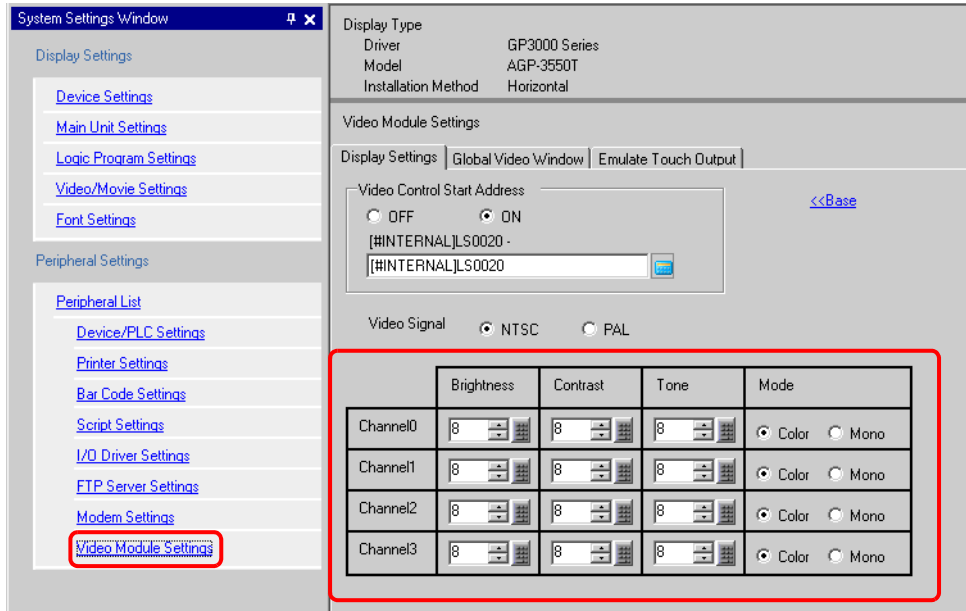 System Settings Window
Display Settings
Device Settings
Main Unit Settings
Logic Program Settings
Video/Movie Settings
Font Settings
Peripheral Settings
Peripheral List
Device/PLC Settings
Printer Settings
Bar Code Settings
Script Settings
I/O Driver Settings
FTP Server Settings
Modem Settings
Video Module Settings
Display Type
Driver GP3000 Series
Model AGP-3550T
Installation Method Horizontal
Video Module Settings
Display Settings Global Video Window Emulate Touch Output
Video Control Start Address
<<Base
OFF ON
[#INTERNAL]LS0020 -
[#INTERNAL]LS0020
Video Signal NTSC PAL
Brightness Contrast Tone Mode
Channel0 8 8 8 Color Mono
Channel1 8 8 8 Color Mono
Channel2 8 8 8 Color Mono
Channel3 8 8 8 Color Mono